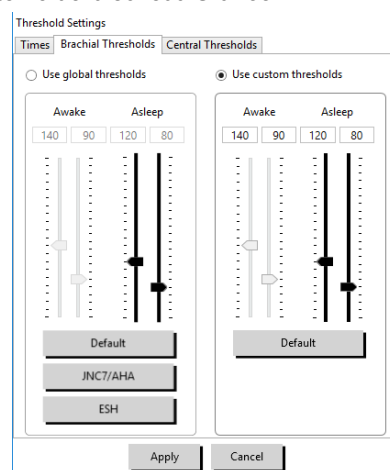 Threshold Settings
Times Brachial Thresholds Central Thresholds
Use global thresholds Use custom thresholds
Awake Asleep Awake Asleep
140 90 120 80 140 90 120 80
Default Default
JNC7/AHA
ESH
Apply Cancel